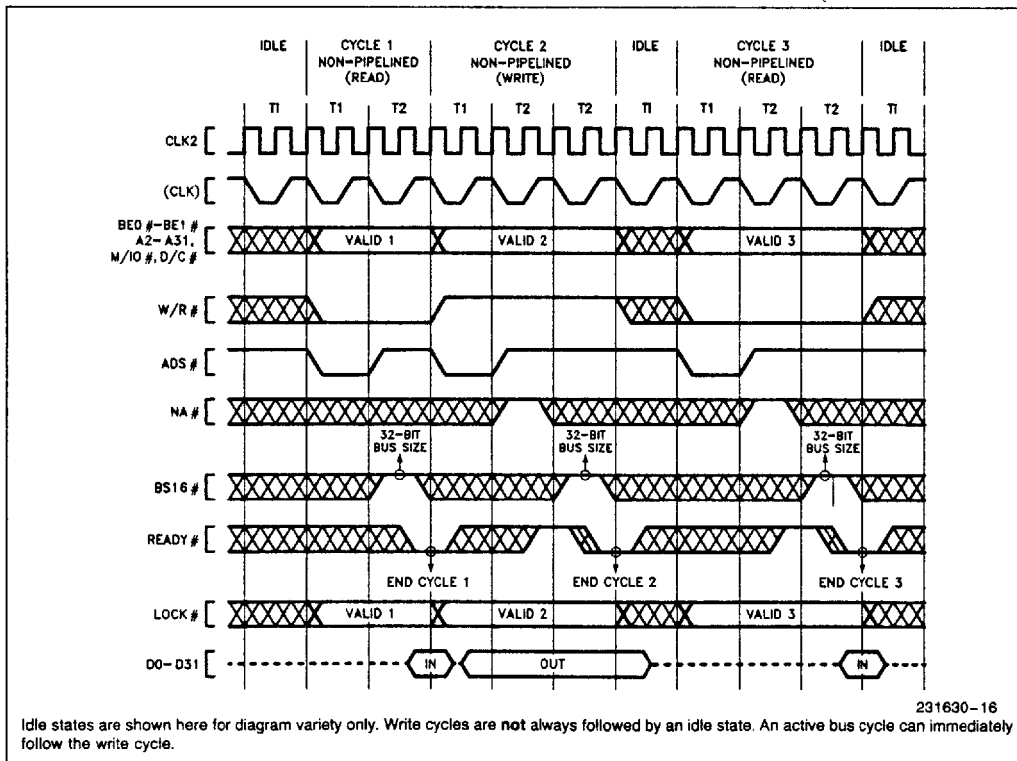 IDLE CYCLE 1 CYCLE 2 IDLE CYCLE 3 IDLE
NON-PIPELINED NON-PIPELINED NON-PIPELINED
(READ) (WRITE) (READ)
TI T1 T2 T1 T2 T2 TI T1 T2 T2 TI
CLK2
(CLK)
BE0 #-BE1 #
A2-A31,
M/IO #, D/C #
VALID 1 VALID 2 VALID 3
W/R #
ADS #
NA #
32-BIT 32-BIT 32-BIT
BUS SIZE BUS SIZE BUS SIZE
BS16 #
READY #
END CYCLE 1 END CYCLE 2 END CYCLE 3
LOCK # VALID 1 VALID 2 VALID 3
D0-D31 IN OUT IN
231630-16
Idle states are shown here for diagram variety only. Write cycles are not always followed by an idle state. An active bus cycle can immediately
follow the write cycle.